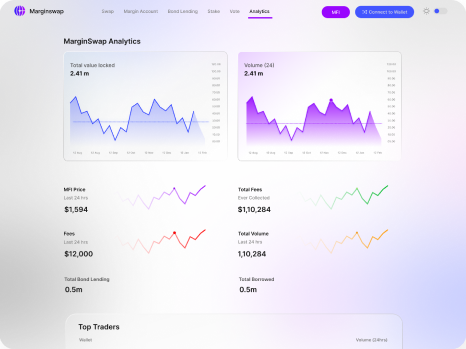 Marginswap
Swap Margin Account Bond Lending Stake Vote Analytics
MFI
Connect to Wallet
MarginSwap Analytics
Total value locked
2.41 m
Volume (24)
2.41 m
MFI Price
Last 24 hrs
$1,594
Total Fees
Ever Collected
$1,10,284
Fees
Last 24 hrs
$12,000
Total Volume
Last 24 hrs
1,10,284
Total Bond Lending
0.5m
Total Borrowed
0.5m
Top Traders
Wallet
Volume (24hrs)